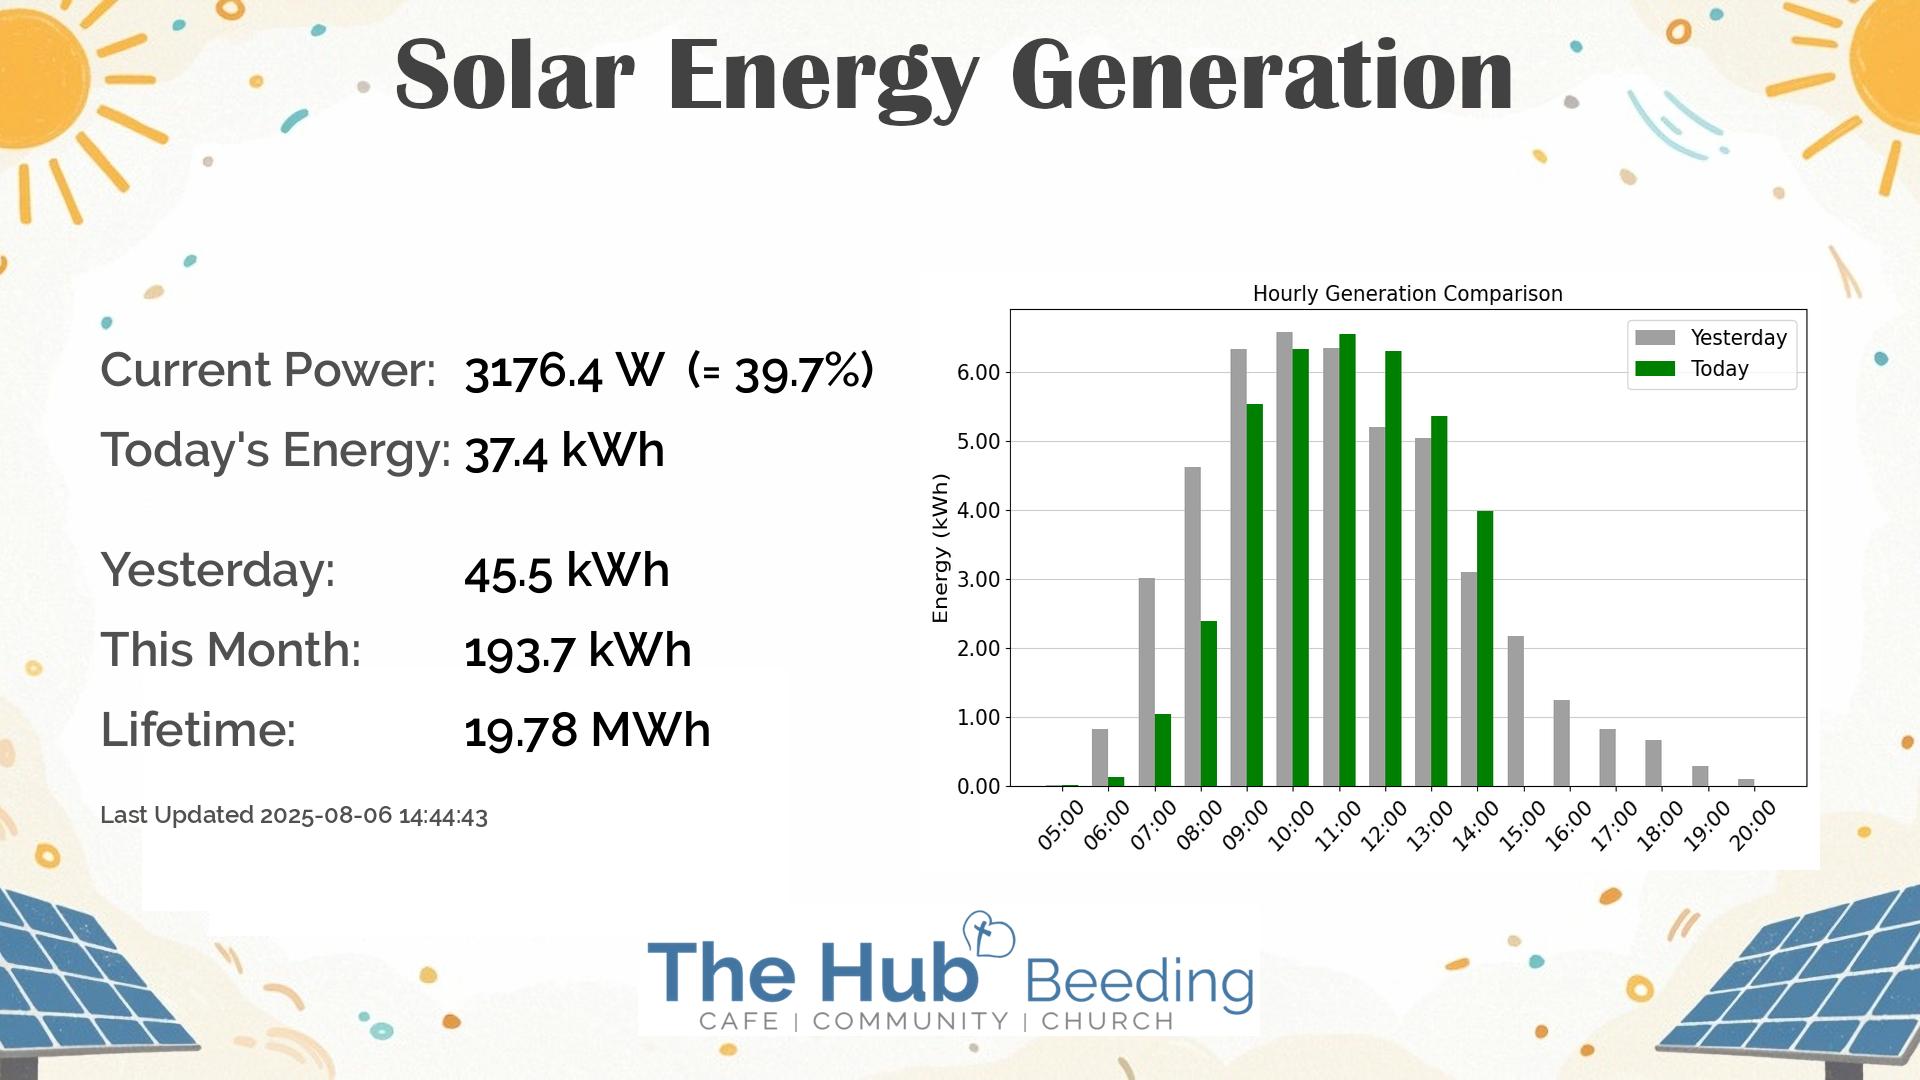 Solar Energy Generation
Current Power: 3176.4 W (= 39.7%)
Today's Energy: 37.4 kWh
Yesterday: 45.5 kWh
This Month: 193.7 kWh
Lifetime: 19.78 MWh
Last Updated 2025-08-06 14:44:43
Hourly Generation Comparison
Yesterday
Today
Energy (kWh)
6.00
5.00
4.00
3.00
2.00
1.00
0.00
05:00 06:00 07:00 08:00 09:00 10:00 11:00 12:00 13:00 14:00 15:00 16:00 17:00 18:00 19:00 20:00
The Hub Beeding
CAFE | COMMUNITY | CHURCH